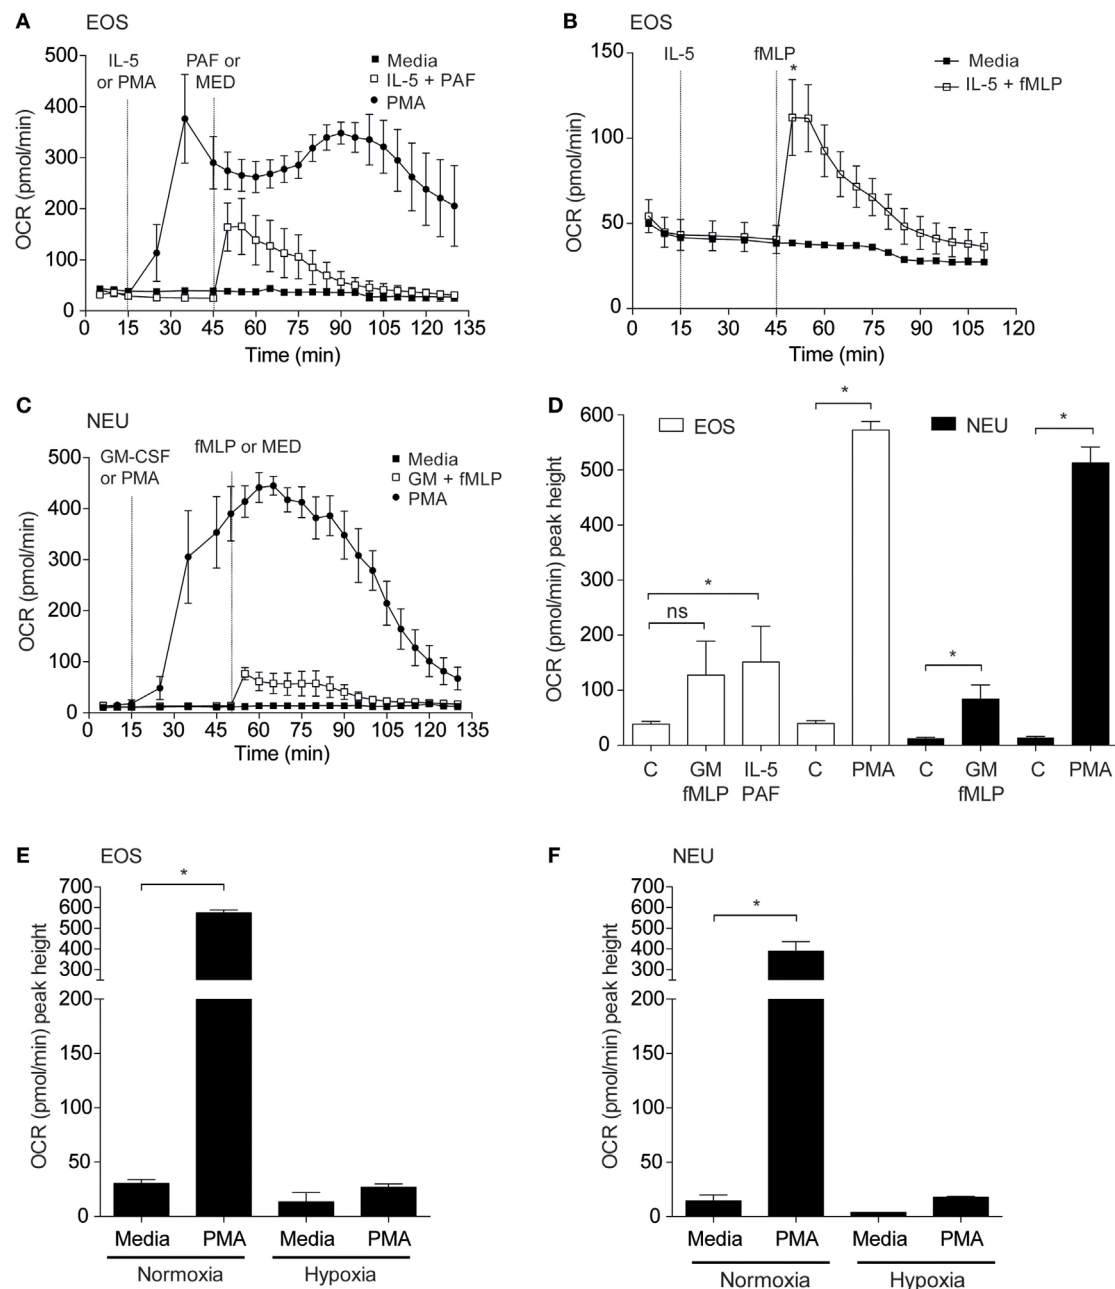 A
EOS
IL-5
or PMA
PAF or
MED
Media
IL-5 + PAF
PMA
OCR (pmol/min)
500
400
300
200
100
0
0 15 30 45 60 75 90 105 120 135
Time (min)
B
EOS
IL-5
fMLP
*
Media
IL-5 + fMLP
OCR (pmol/min)
150
100
50
0
0 15 30 45 60 75 90 105 120
Time (min)
C
NEU
GM-CSF
or PMA
fMLP or MED
Media
GM + fMLP
PMA
OCR (pmol/min)
500
400
300
200
100
0
0 15 30 45 60 75 90 105 120 135
Time (min)
D
EOS
NEU
OCR (pmol/min) peak height
600
500
400
300
200
100
0
ns
*
*
*
*
C
GM
fMLP
IL-5
PAF
C
PMA
C
GM
fMLP
C
PMA
E
EOS
OCR (pmol/min) peak height
700
600
500
400
300
200
150
100
50
0
*
Media PMA Media PMA
Normoxia Hypoxia
F
NEU
OCR (pmol/min) peak height
700
600
500
400
300
200
150
100
50
0
*
Media PMA Media PMA
Normoxia Hypoxia